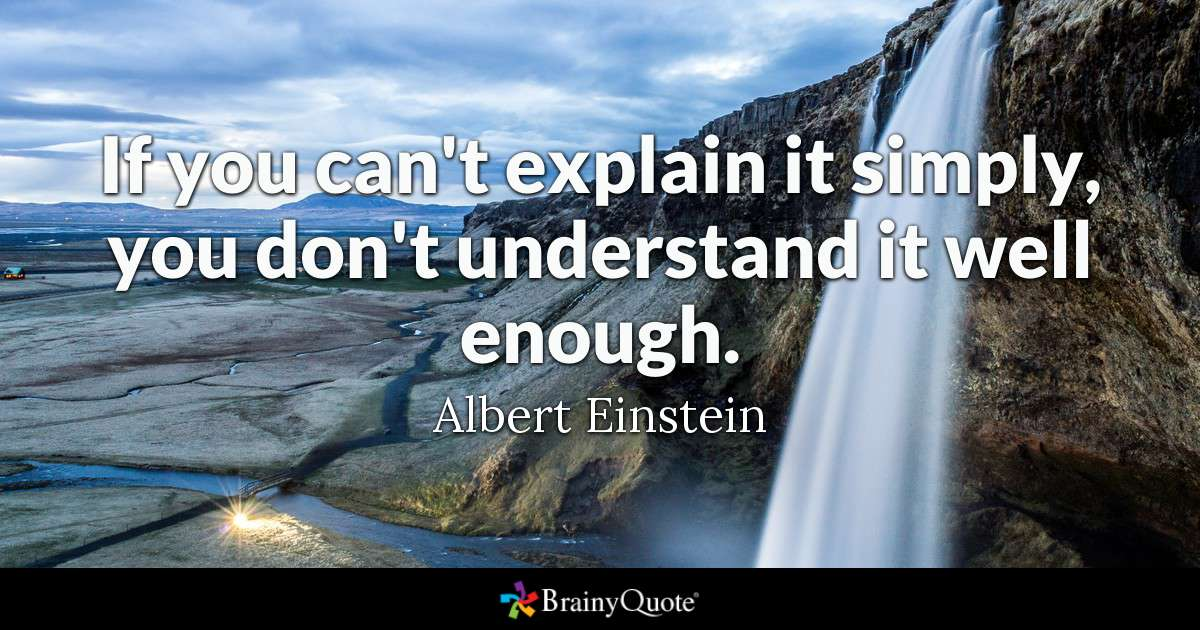 If you can't explain it simply,
you don't understand it well
enough.
Albert Einstein
BrainyQuote®